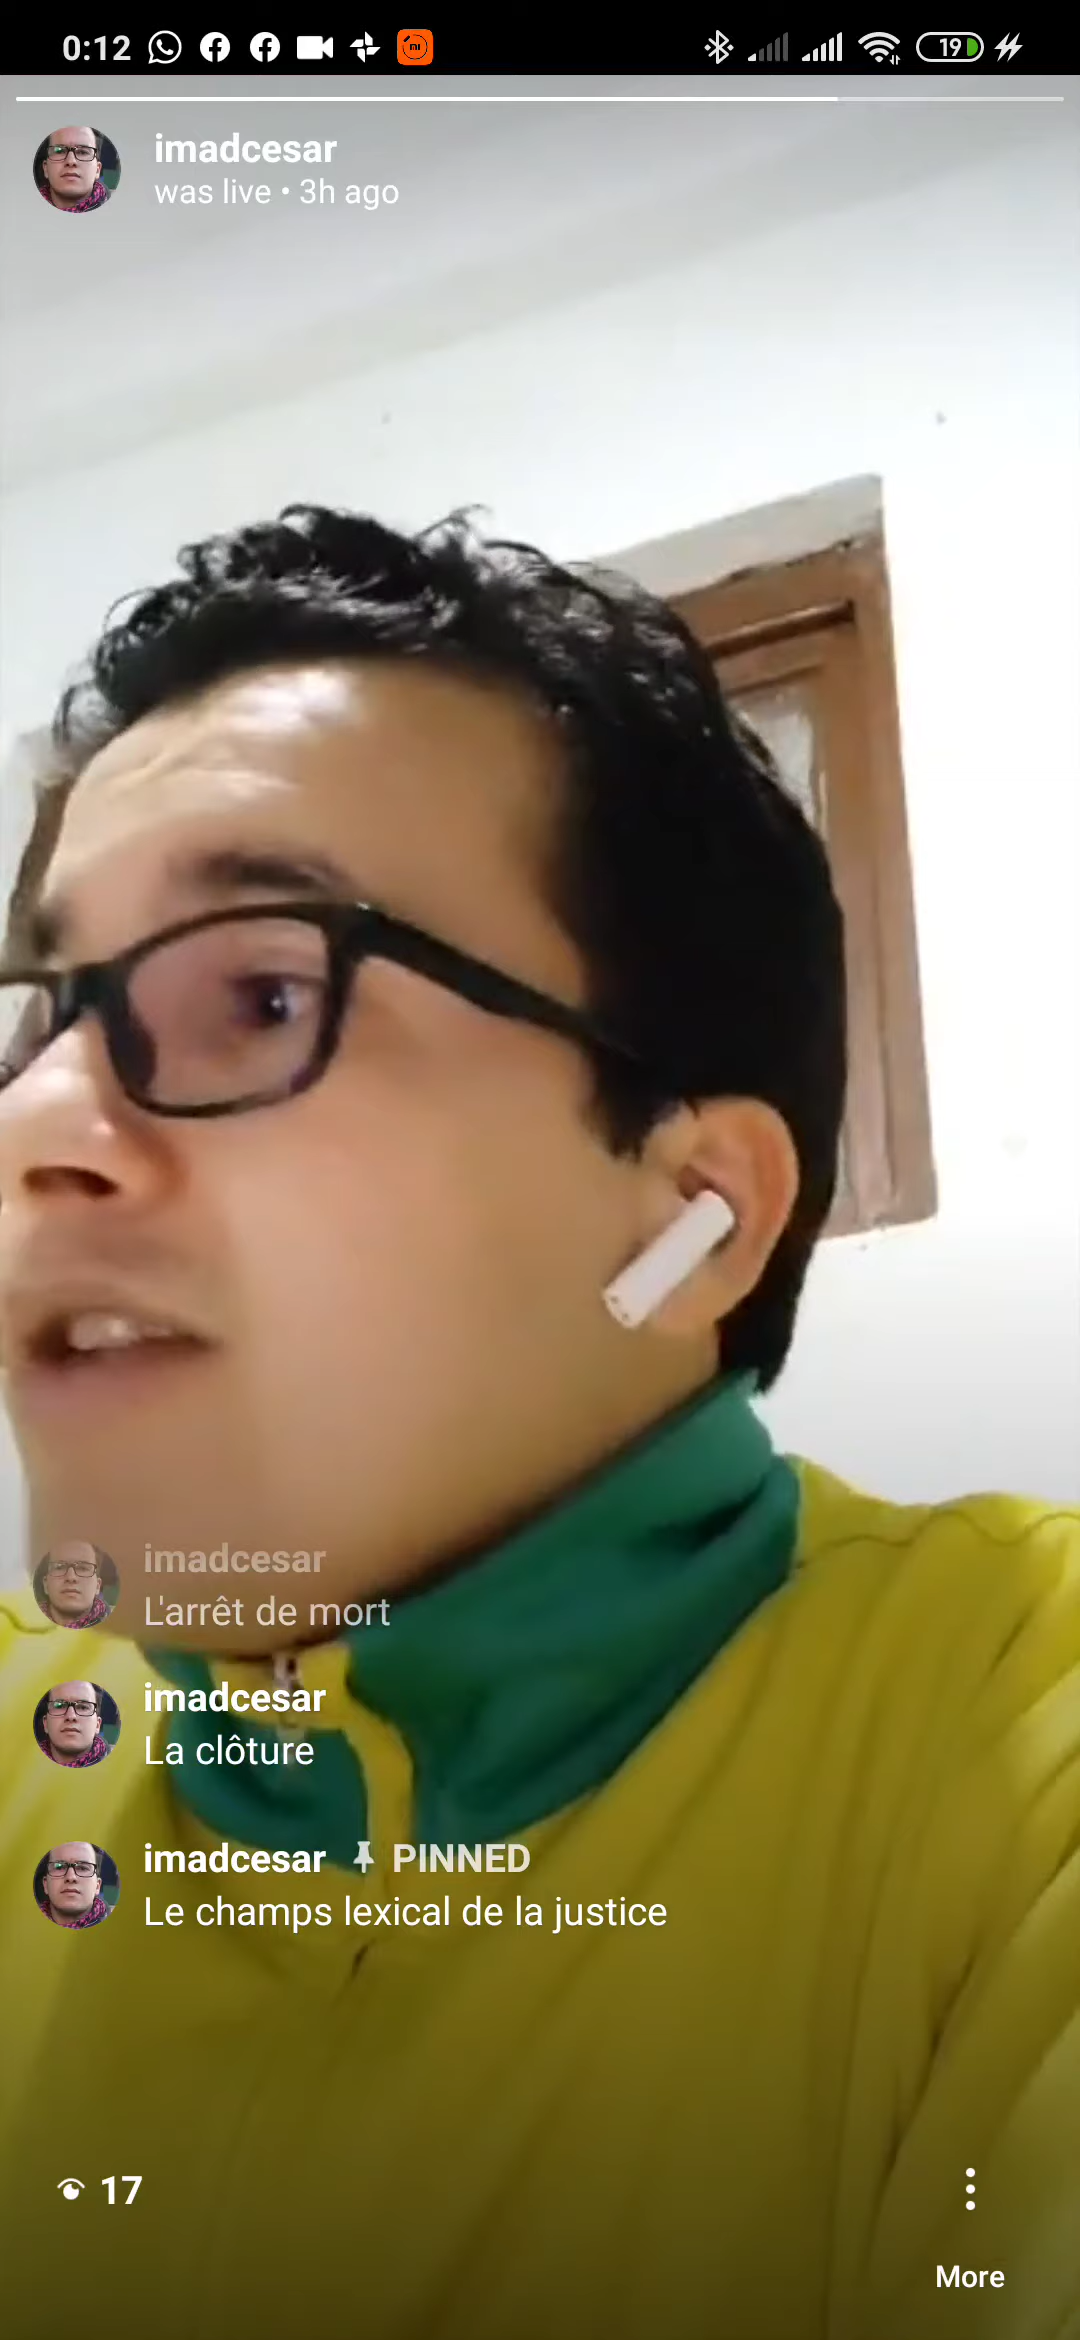 0:12
19
imadcesar
was live • 3h ago
imadcesar
L'arrêt de mort
imadcesar
La clôture
imadcesar PINNED
Le champs lexical de la justice
17
More